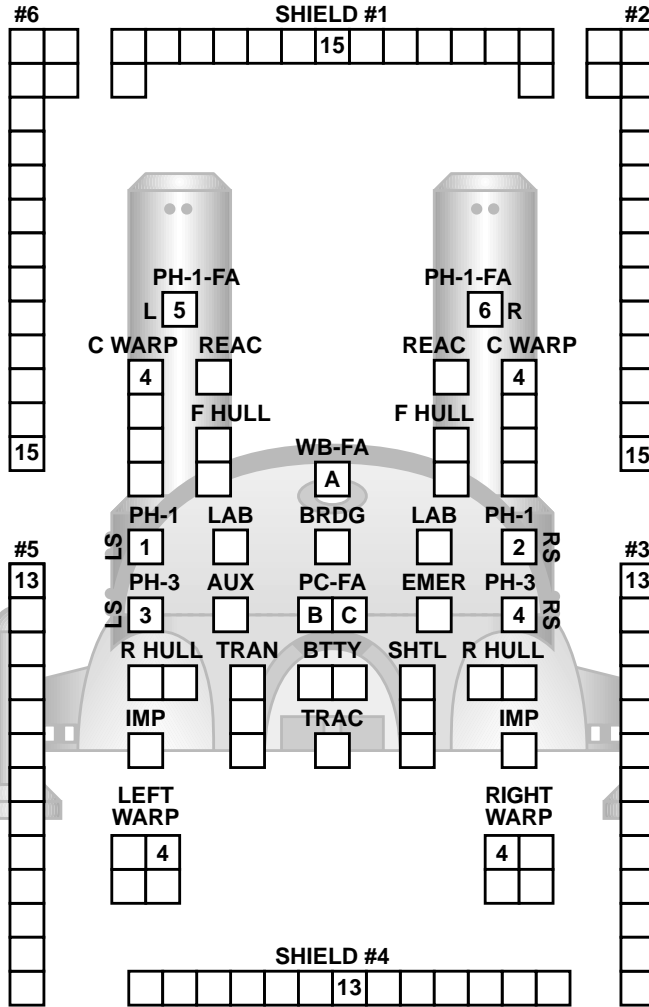 #6 SHIELD #1 #2
15
PH-1-FA PH-1-FA
L 5 6 R
C WARP REAC REAC C WARP
4 4
F HULL F HULL
15 WB-FA 15
A
#5 PH-1 LAB BRDG LAB PH-1 #3
LS 1 2 RS
13 PH-3 AUX PC-FA EMER PH-3 13
LS 3 B C 4 RS
R HULL TRAN BTTY SHTL R HULL
IMP TRAC IMP
LEFT RIGHT
WARP WARP
4 4
SHIELD #4
13